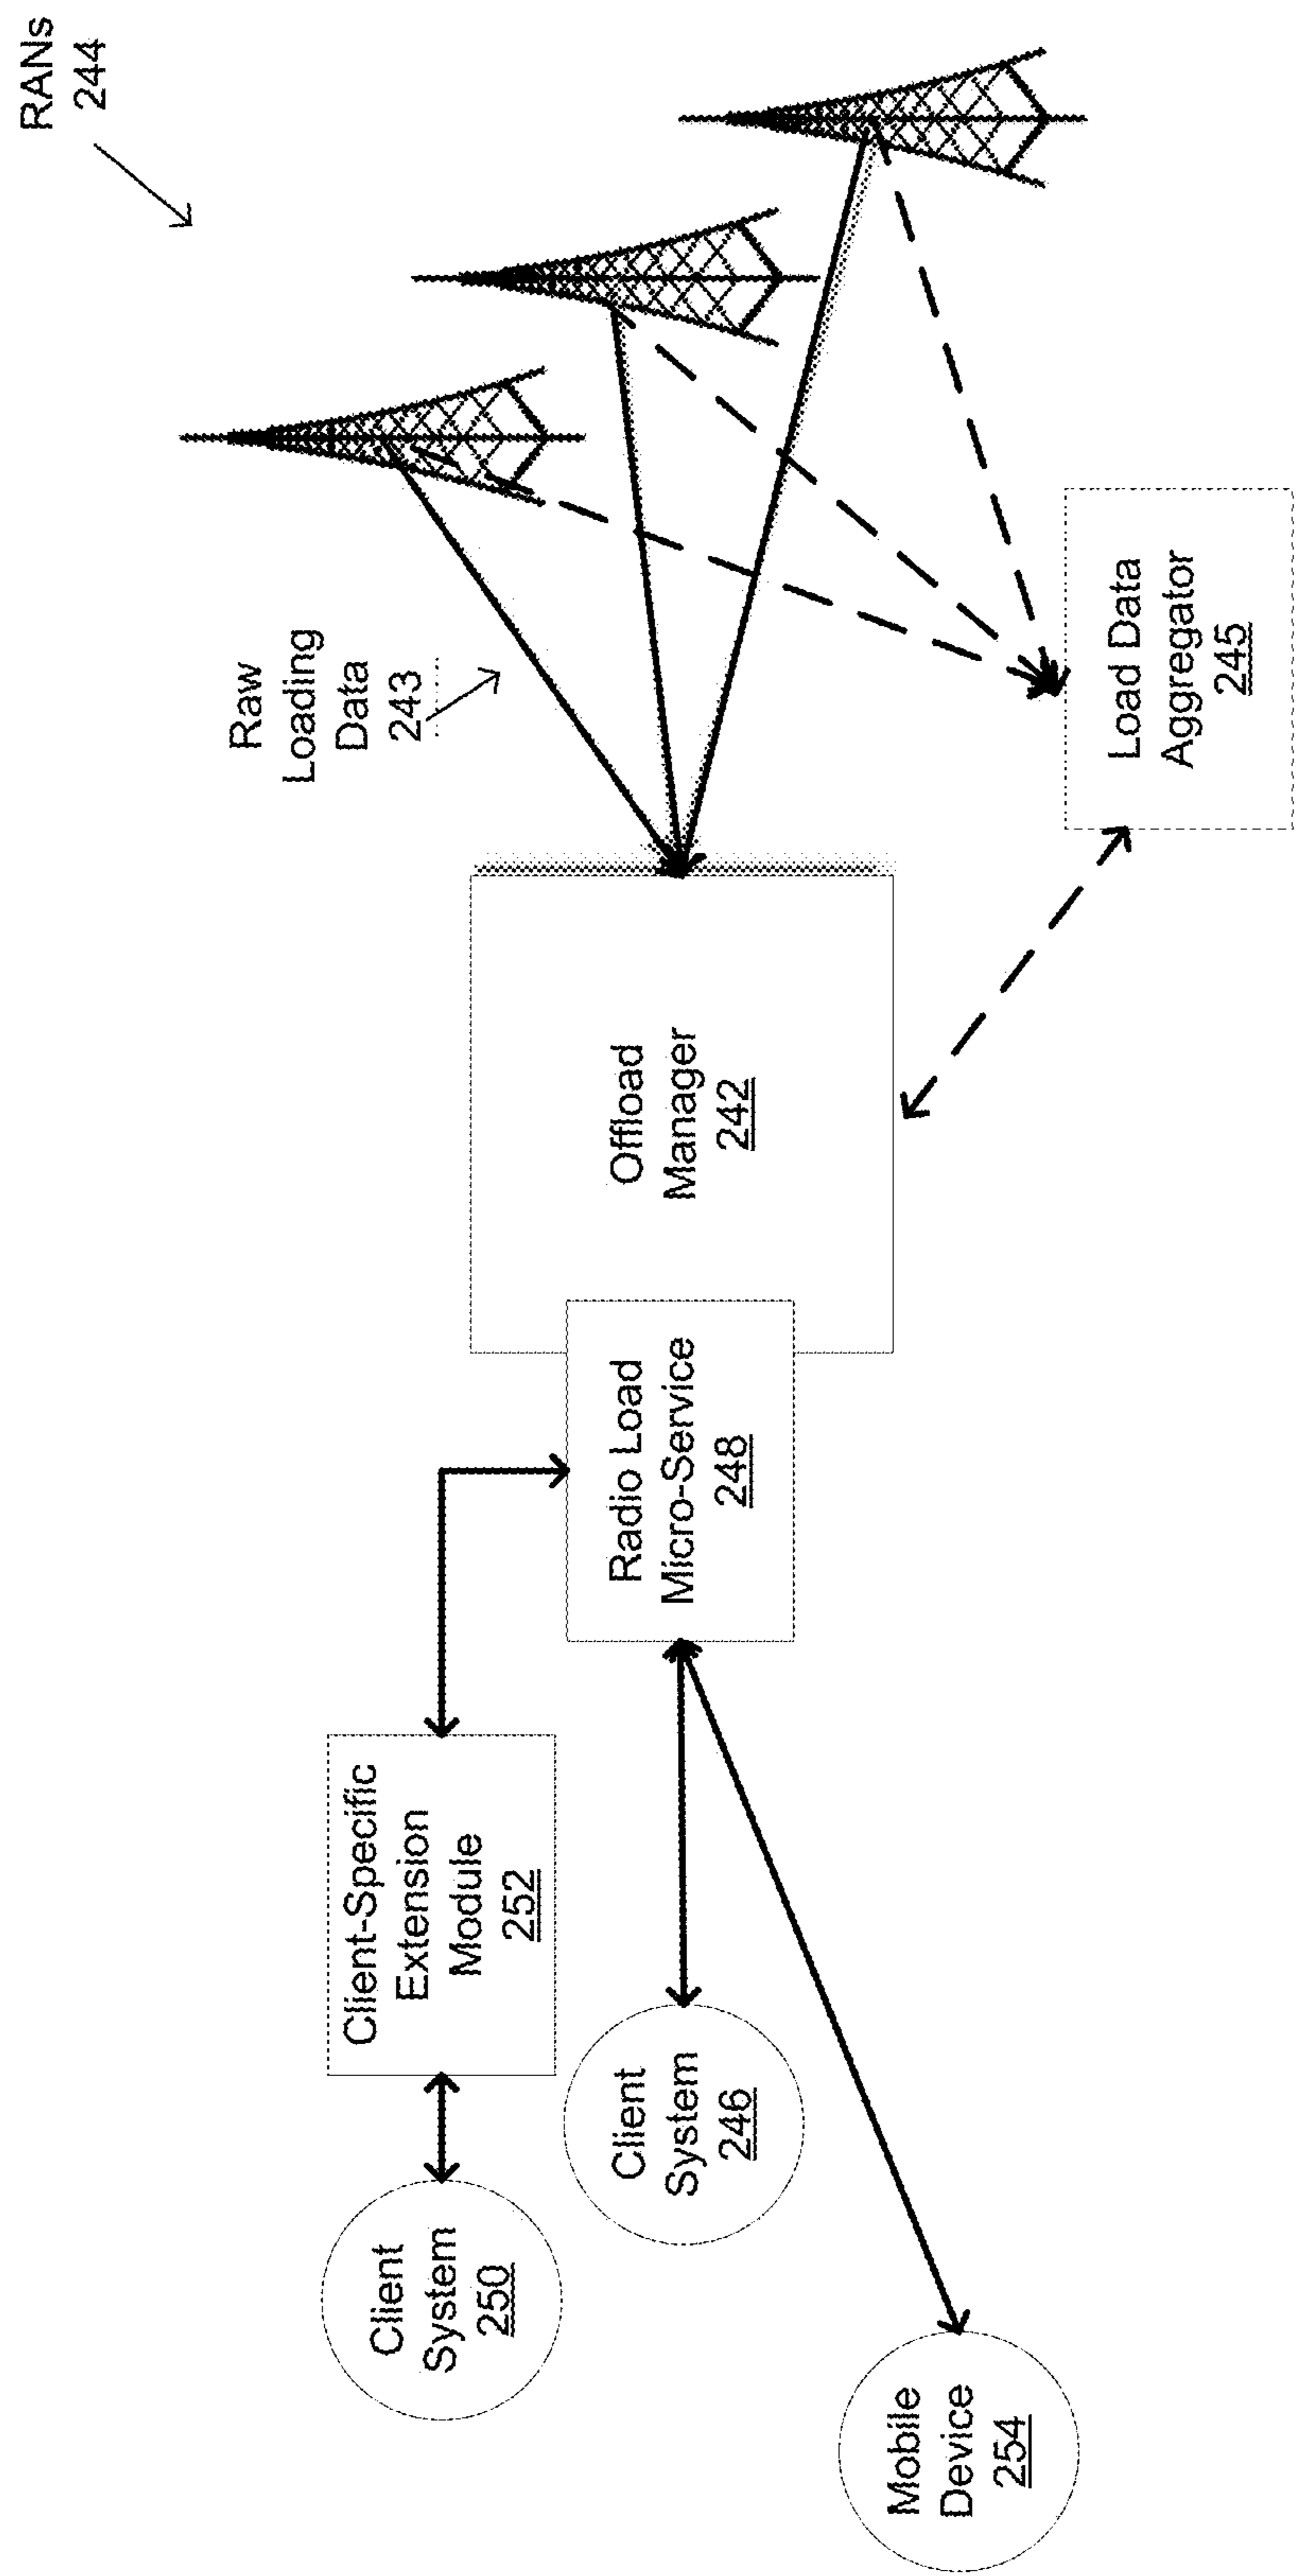 RANs
244
Raw
Loading
Data
243
Load Data
Aggregator
245
Offload
Manager
242
Radio Load
Micro-Service
248
Client-Specific
Extension
Module
252
Client
System
250
Client
System
246
Mobile
Device
254